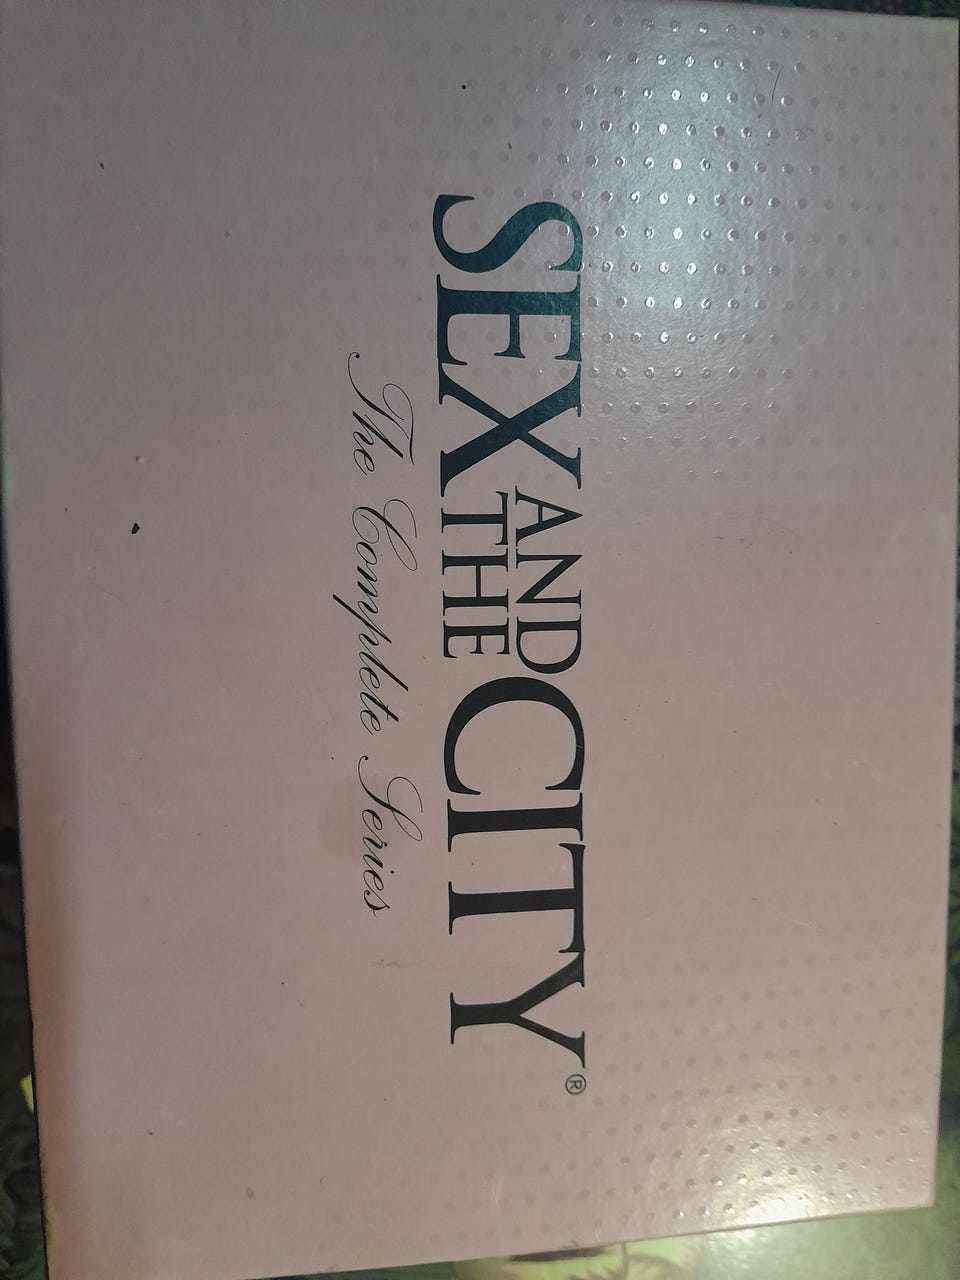 SEX AND THE CITY®
The Complete Series